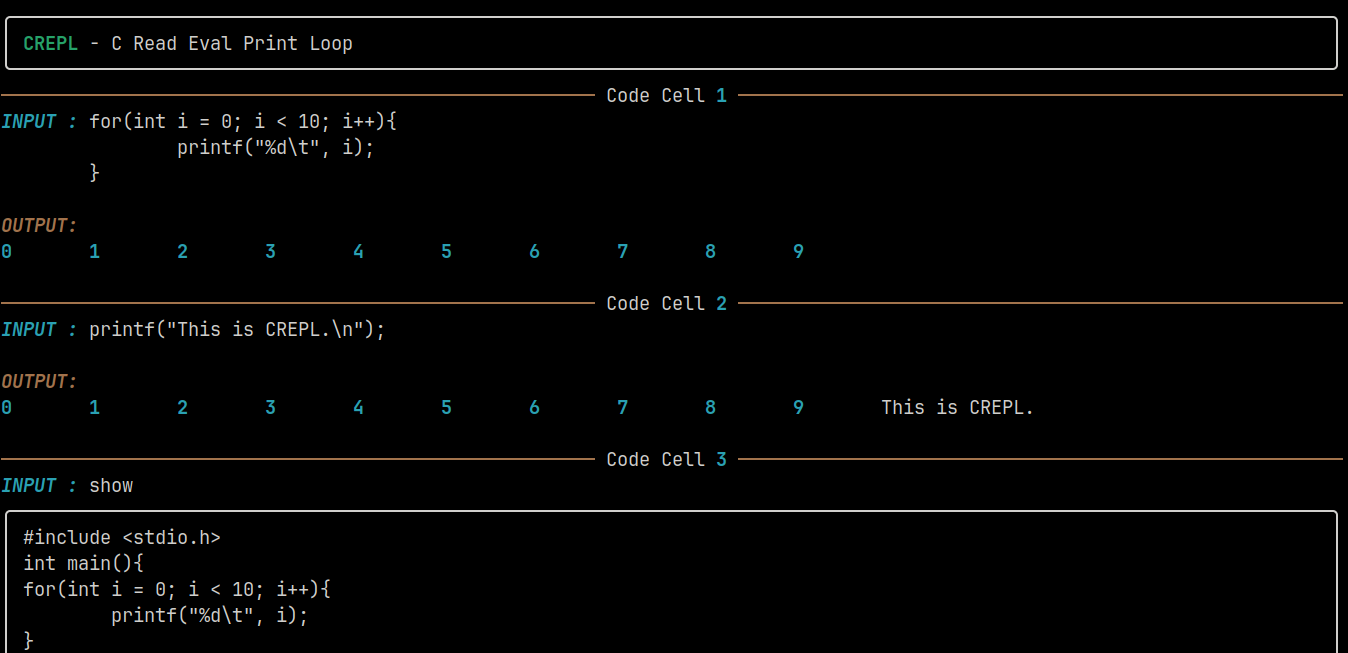 CREPL - C Read Eval Print Loop
Code Cell 1
INPUT : for(int i = 0; i < 10; i++){
printf("%d\t", i);
}
OUTPUT:
0 1 2 3 4 5 6 7 8 9
Code Cell 2
INPUT : printf("This is CREPL.\n");
OUTPUT:
0 1 2 3 4 5 6 7 8 9 This is CREPL.
Code Cell 3
INPUT : show
#include <stdio.h>
int main(){
for(int i = 0; i < 10; i++){
printf("%d\t", i);
}